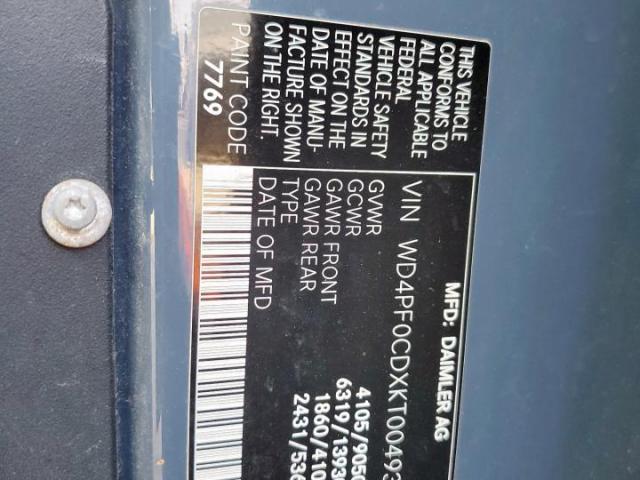 MFD: DAIMLER AG
VIN WD4PF0CDXKT00493
THIS VEHICLE
CONFORMS TO
ALL APPLICABLE
FEDERAL
VEHICLE SAFETY
STANDARDS IN
EFFECT ON THE
DATE OF MANU-
FACTURE SHOWN
ON THE RIGHT.
PAINT CODE
7769
GVWR 4105/9050
GCWR 6319/1393
GAWR FRONT 1860/410
GAWR REAR 2431/536
TYPE
DATE OF MFD